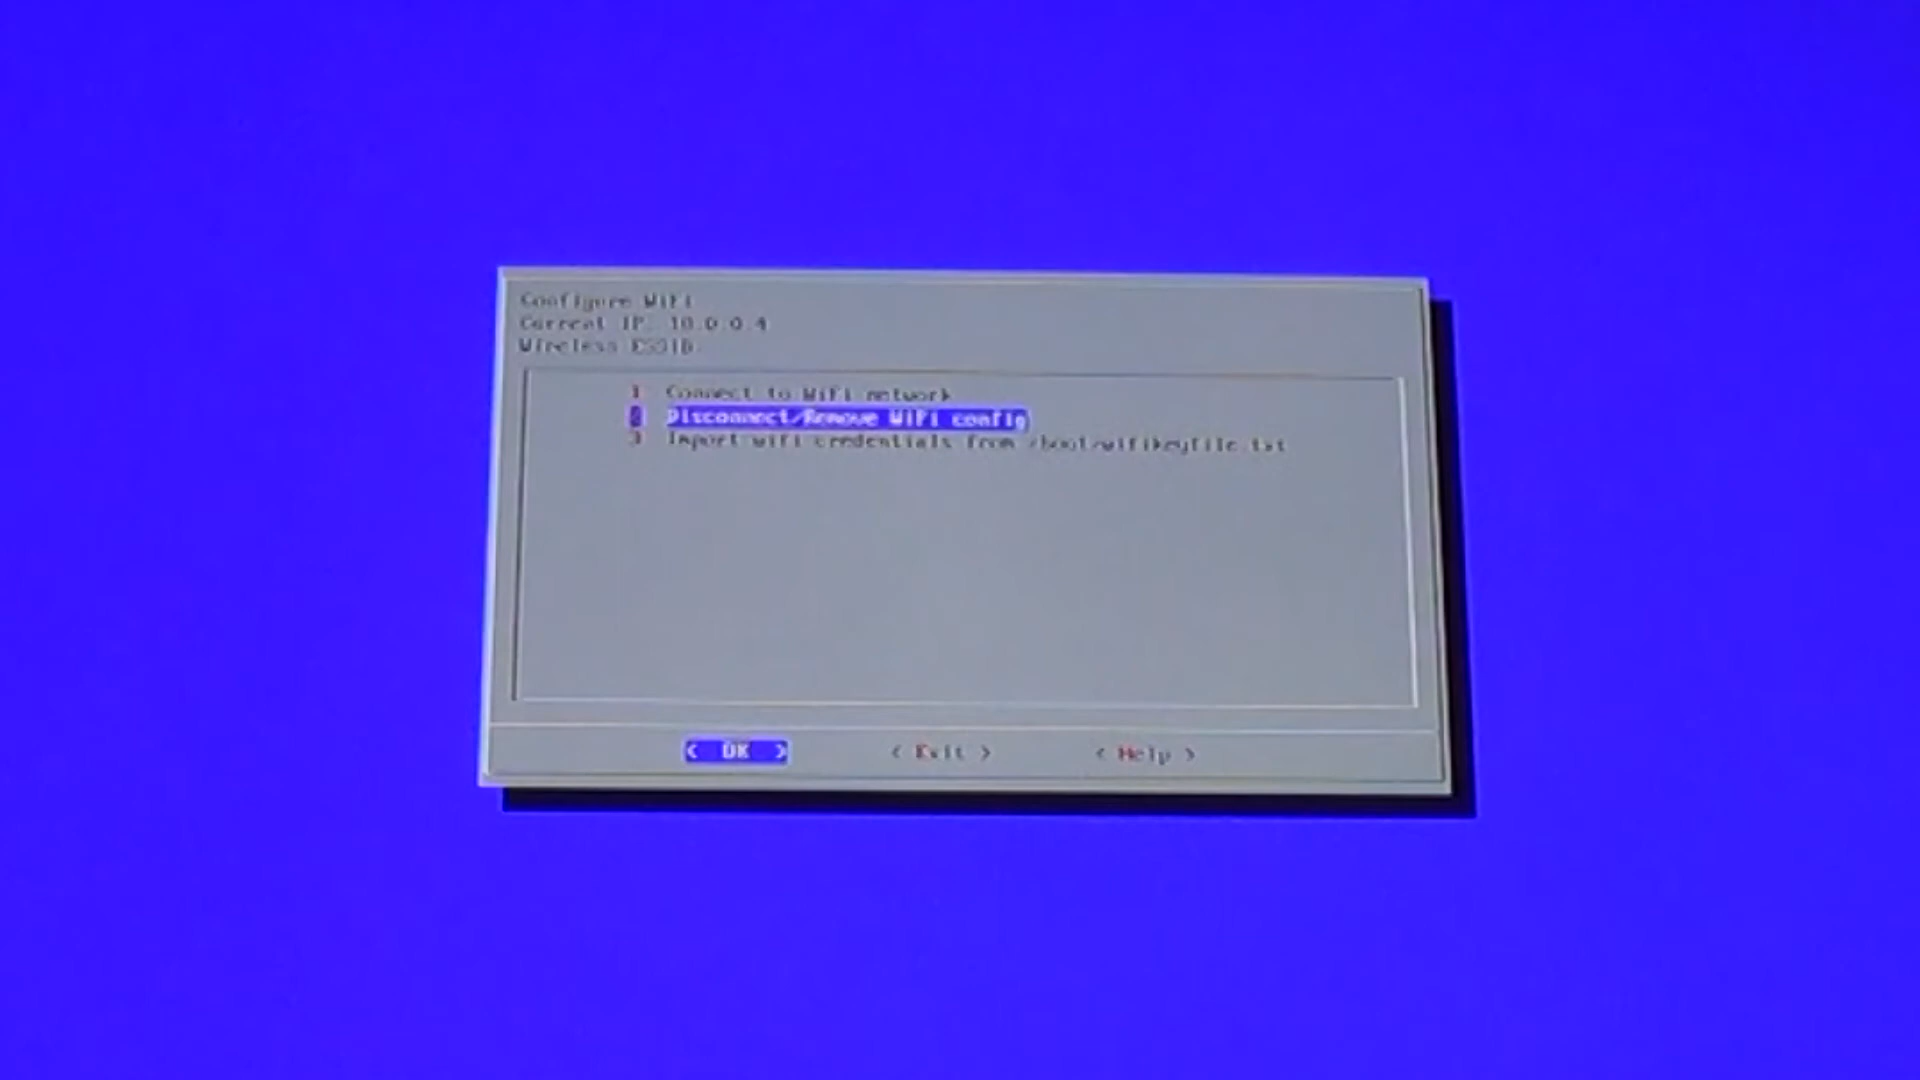 Configure WiFi
Current IP: 10.0.0.4
Wireless ESSID:
1 Connect to WiFi network
2 Disconnect/Remove WiFi config
3 Import wifi credentials from /boot/wifikeyfile.txt
< OK > < Exit > < Help >